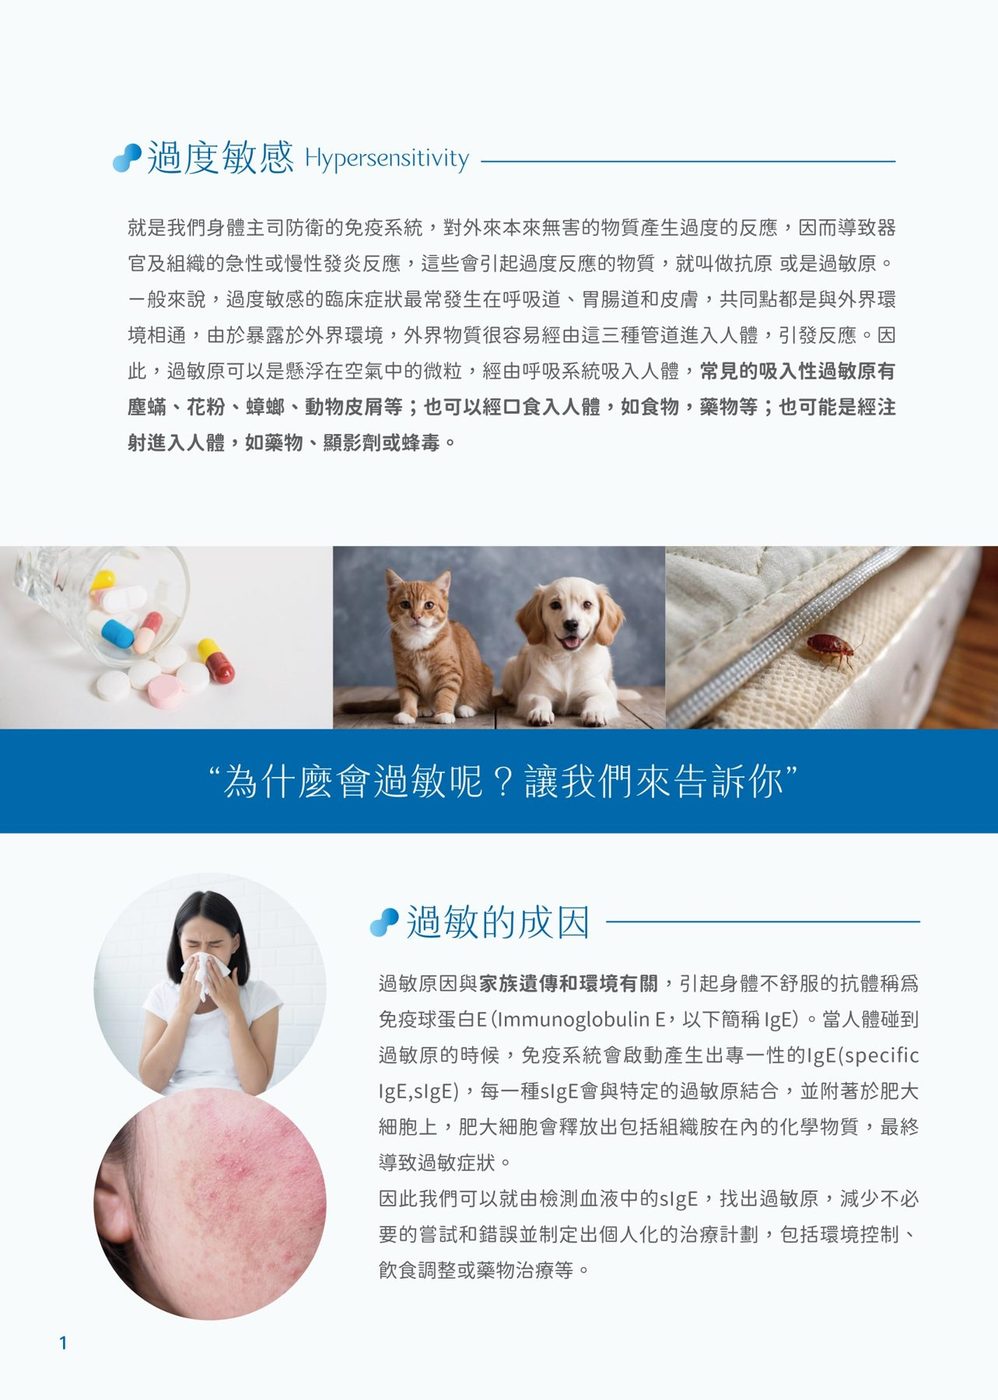 過度敏感 Hypersensitivity
就是我們身體主司防衛的免疫系統，對外來本來無害的物質產生過度的反應，因而導致器
官及組織的急性或慢性發炎反應，這些會引起過度反應的物質，就叫做抗原 或是過敏原。
一般來說，過度敏感的臨床症狀最常發生在呼吸道、胃腸道和皮膚，共同點都是與外界環
境相通，由於暴露於外界環境，外界物質很容易經由這三種管道進入人體，引發反應。因
此，過敏原可以是懸浮在空氣中的微粒，經由呼吸系統吸入人體，常見的吸入性過敏原有
塵蟎、花粉、蟑螂、動物皮屑等；也可以經口食入人體，如食物，藥物等；也可能是經注
射進入人體，如藥物、顯影劑或蜂毒。
“為什麼會過敏呢？讓我們來告訴你”
過敏的成因
過敏原因與家族遺傳和環境有關，引起身體不舒服的抗體稱爲
免疫球蛋白E（Immunoglobulin E，以下簡稱 IgE）。當人體碰到
過敏原的時候，免疫系統會啟動產生出專一性的IgE(specific
IgE,sIgE)，每一種sIgE會與特定的過敏原結合，並附著於肥大
細胞上，肥大細胞會釋放出包括組織胺在內的化學物質，最終
導致過敏症狀。
因此我們可以就由檢測血液中的sIgE，找出過敏原，減少不必
要的嘗試和錯誤並制定出個人化的治療計劃，包括環境控制、
飲食調整或藥物治療等。
1